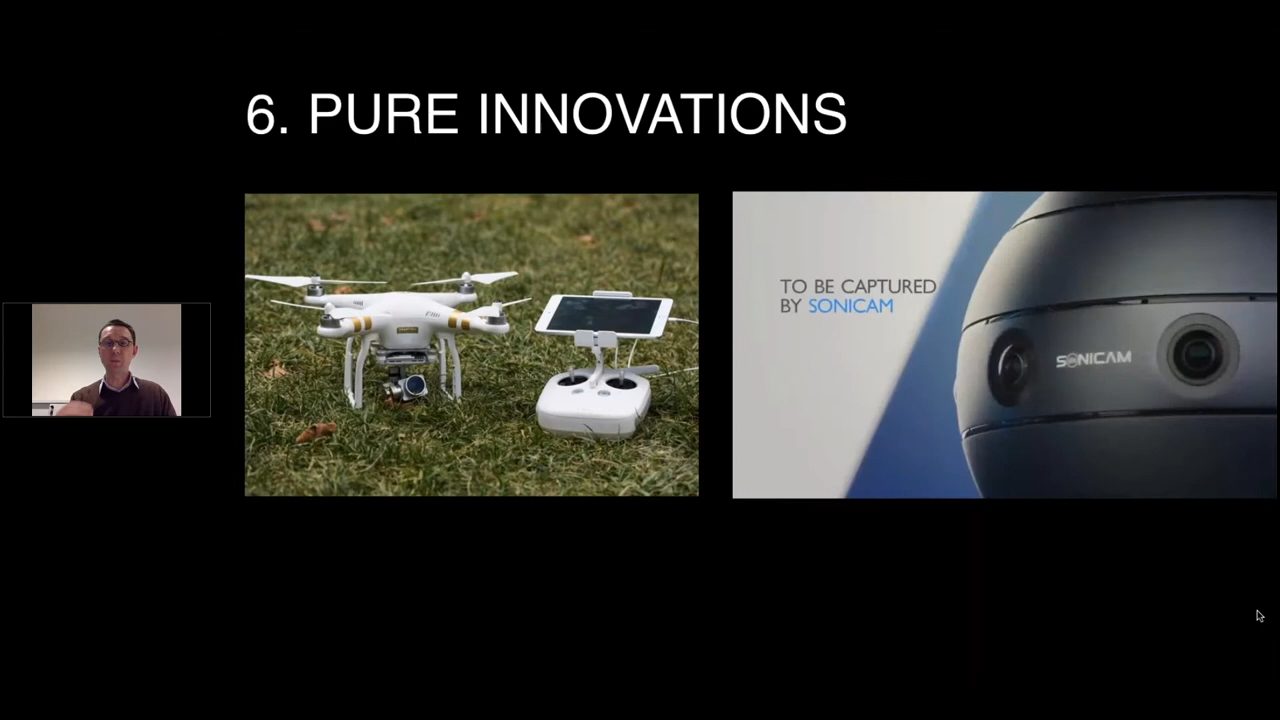 6. PURE INNOVATIONS
TO BE CAPTURED
BY SONICAM
SONICAM